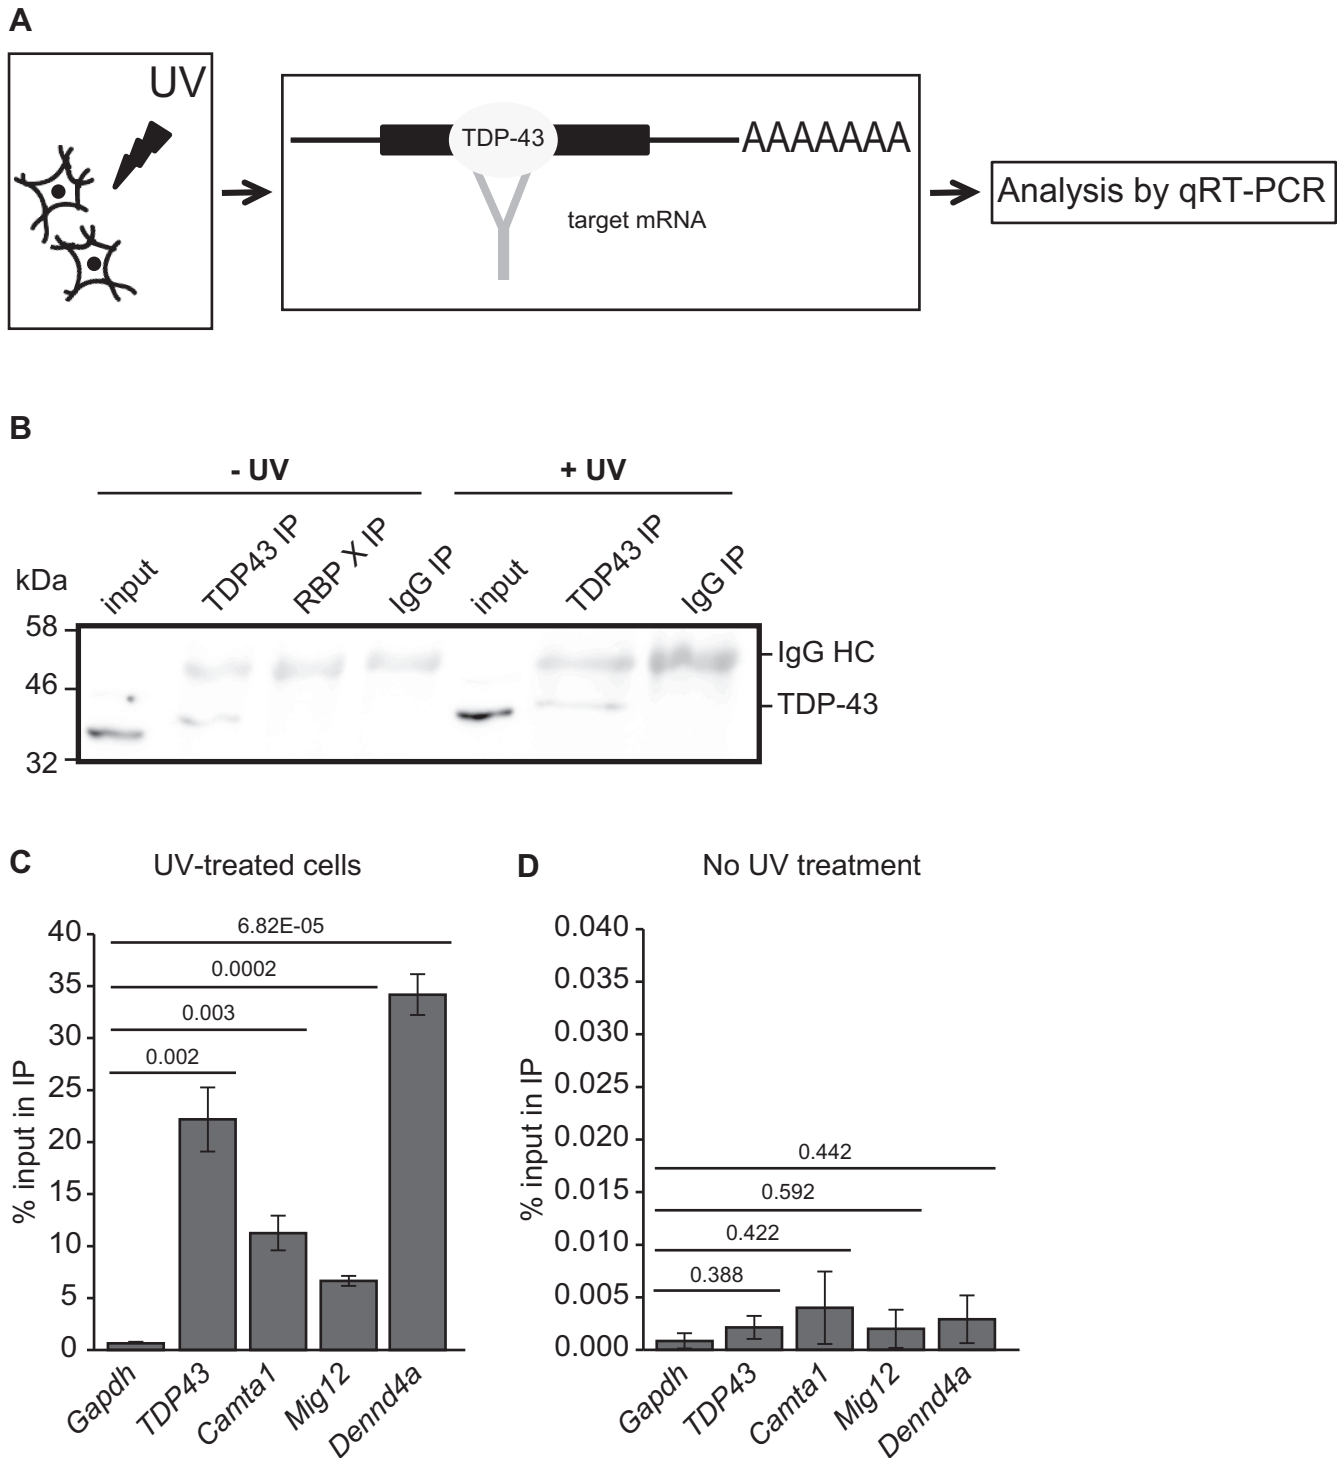 A
UV
TDP-43
AAAAAAA
target mRNA
Analysis by qRT-PCR
B
- UV
+ UV
kDa
input
TDP43 IP
RBP X IP
IgG IP
input
TDP43 IP
IgG IP
58
46
32
IgG HC
TDP-43
C
UV-treated cells
% input in IP
40
35
30
25
20
15
10
5
0
6.82E-05
0.0002
0.003
0.002
Gapdh
TDP43
Camta1
Mig12
Dennd4a
D
No UV treatment
% input in IP
0.040
0.035
0.030
0.025
0.020
0.015
0.010
0.005
0.000
0.442
0.592
0.422
0.388
Gapdh
TDP43
Camta1
Mig12
Dennd4a